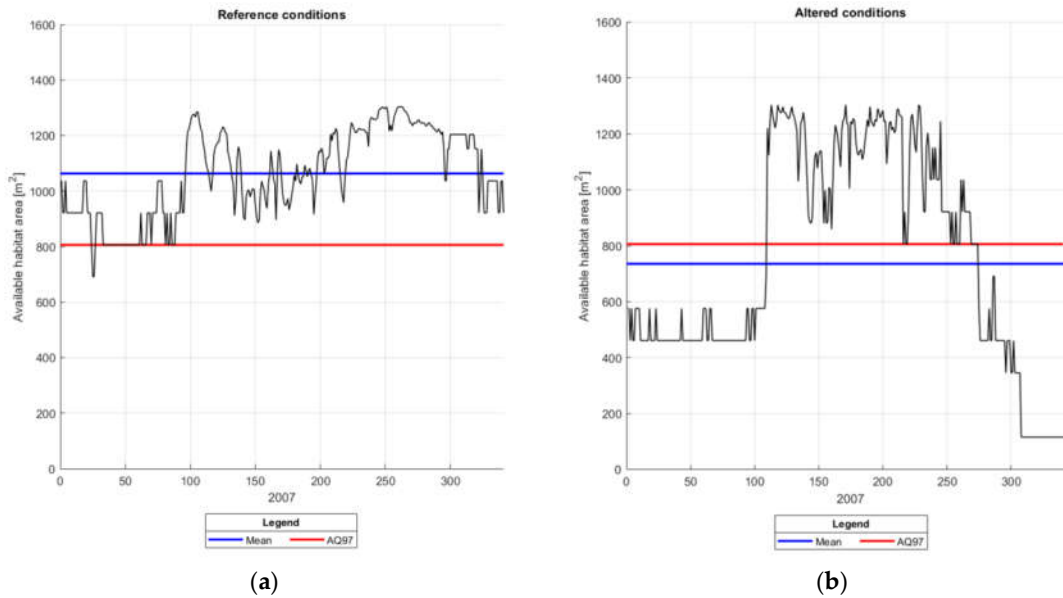 Reference conditions
1600
1400
1200
1000
800
600
400
200
0
Available habitat area [m²]
0 50 100 150 200 250 300
2007
Legend
Mean AQ97
(a)
Altered conditions
1600
1400
1200
1000
800
600
400
200
0
Available habitat area [m²]
0 50 100 150 200 250 300
2007
Legend
Mean AQ97
(b)